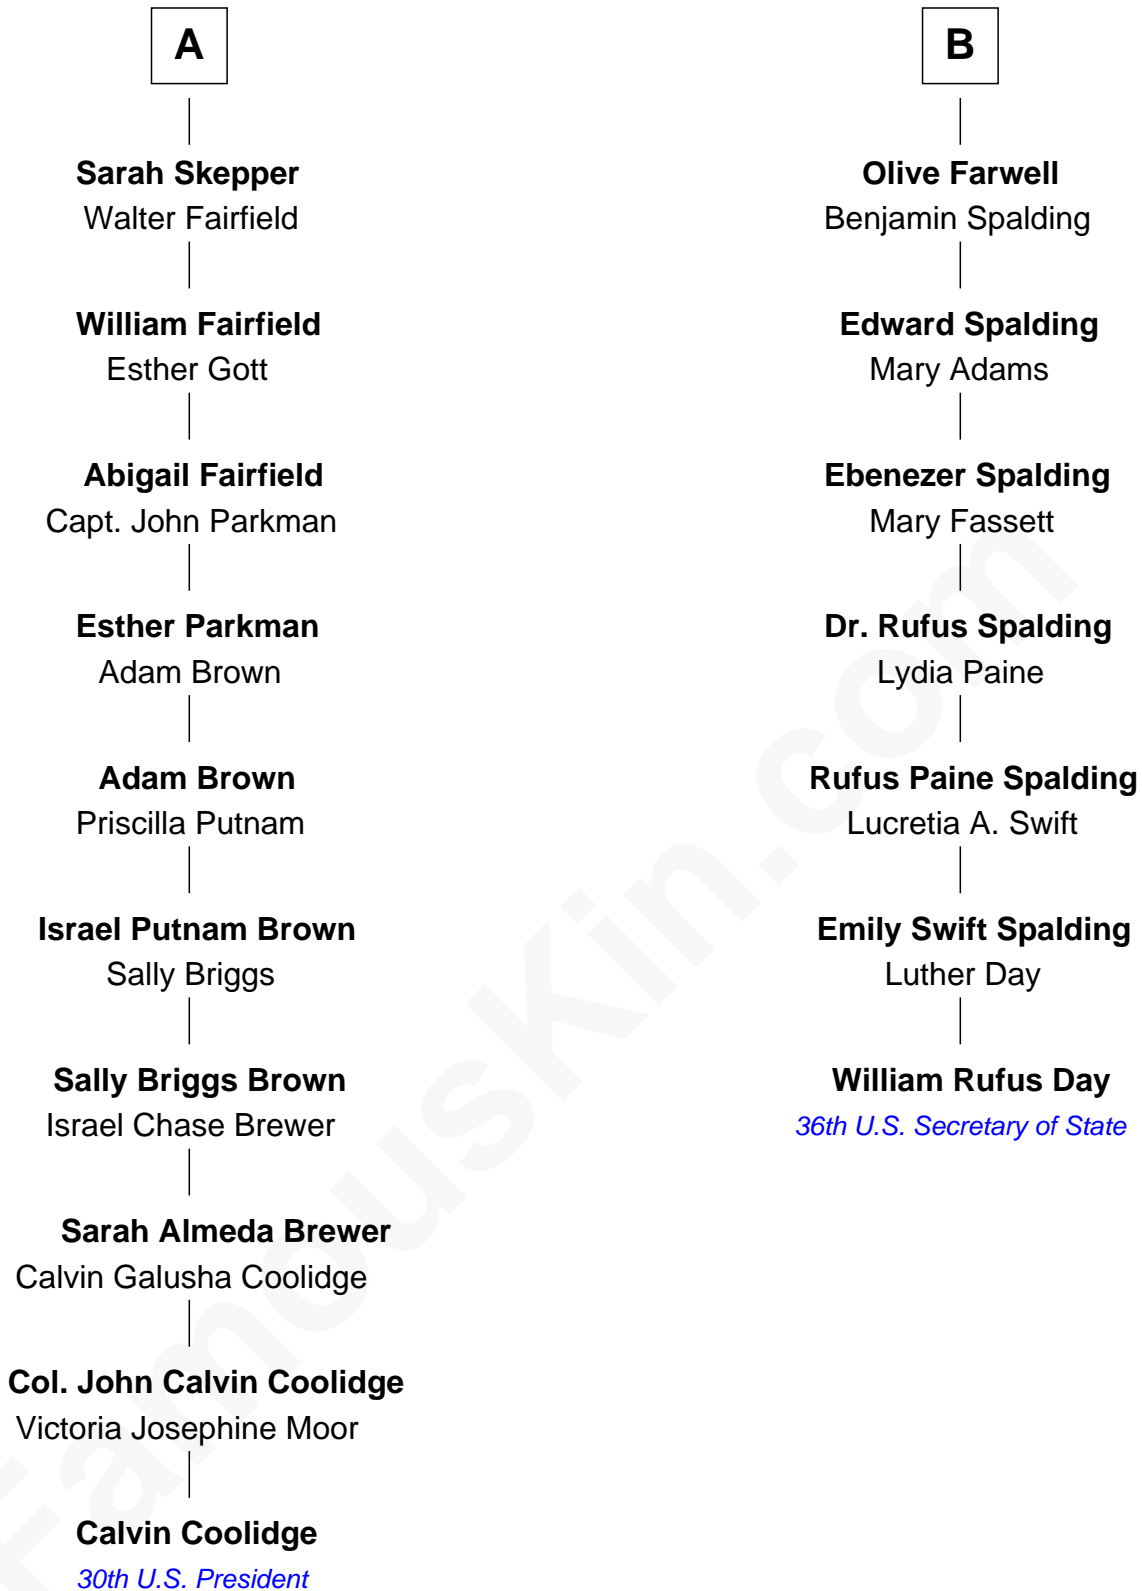 A
Sarah Skepper
Walter Fairfield
William Fairfield
Esther Gott
Abigail Fairfield
Capt. John Parkman
Esther Parkman
Adam Brown
Adam Brown
Priscilla Putnam
Israel Putnam Brown
Sally Briggs
Sally Briggs Brown
Israel Chase Brewer
Sarah Almeda Brewer
Calvin Galusha Coolidge
Col. John Calvin Coolidge
Victoria Josephine Moor
Calvin Coolidge
30th U.S. President
B
Olive Farwell
Benjamin Spalding
Edward Spalding
Mary Adams
Ebenezer Spalding
Mary Fassett
Dr. Rufus Spalding
Lydia Paine
Rufus Paine Spalding
Lucretia A. Swift
Emily Swift Spalding
Luther Day
William Rufus Day
36th U.S. Secretary of State
FamousKin.com